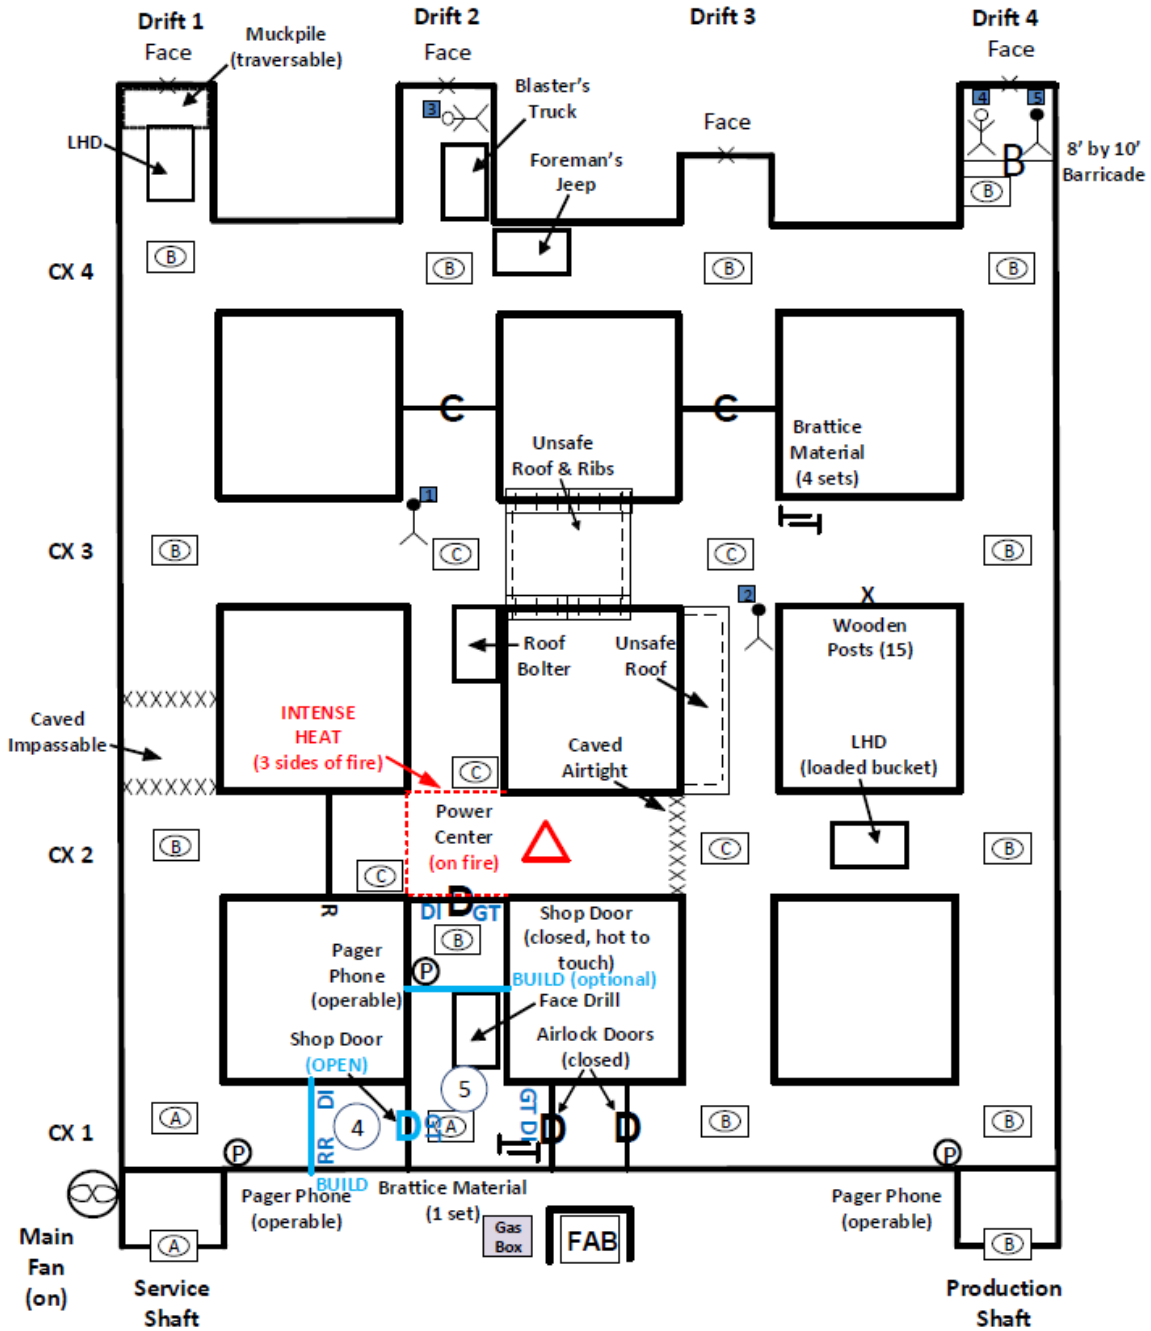 Drift 1
Drift 2
Drift 3
Drift 4
Face
Muckpile
(traversable)
Face
Face
Blaster's
Truck
3
4
5
LHD
Face
Foreman's
Jeep
B
8' by 10'
Barricade
B
CX 4
B
B
B
B
C
C
Brattice
Material
(4 sets)
Unsafe
Roof & Ribs
1
CX 3
B
C
C
B
2
X
Wooden
Posts (15)
Roof
Bolter
Unsafe
Roof
XXXXXXX
Caved
Impassable
XXXXXXX
INTENSE
HEAT
(3 sides of fire)
Caved
Airtight
LHD
(loaded bucket)
C
Power
Center
(on fire)
CX 2
B
C
C
B
R
D
DI
GT
Shop Door
(closed, hot to
touch)
B
Pager
Phone
(operable)
P
BUILD (optional)
Face Drill
Shop Door
(OPEN)
Airlock Doors
(closed)
5
DI
RR
4
D
GT
A
GT DI
D
D
CX 1
A
B
B
P
P
BUILD
Pager Phone
(operable)
Brattice Material
(1 set)
Pager Phone
(operable)
Gas
Box
FAB
A
B
Main
Fan
(on)
Service
Shaft
Production
Shaft